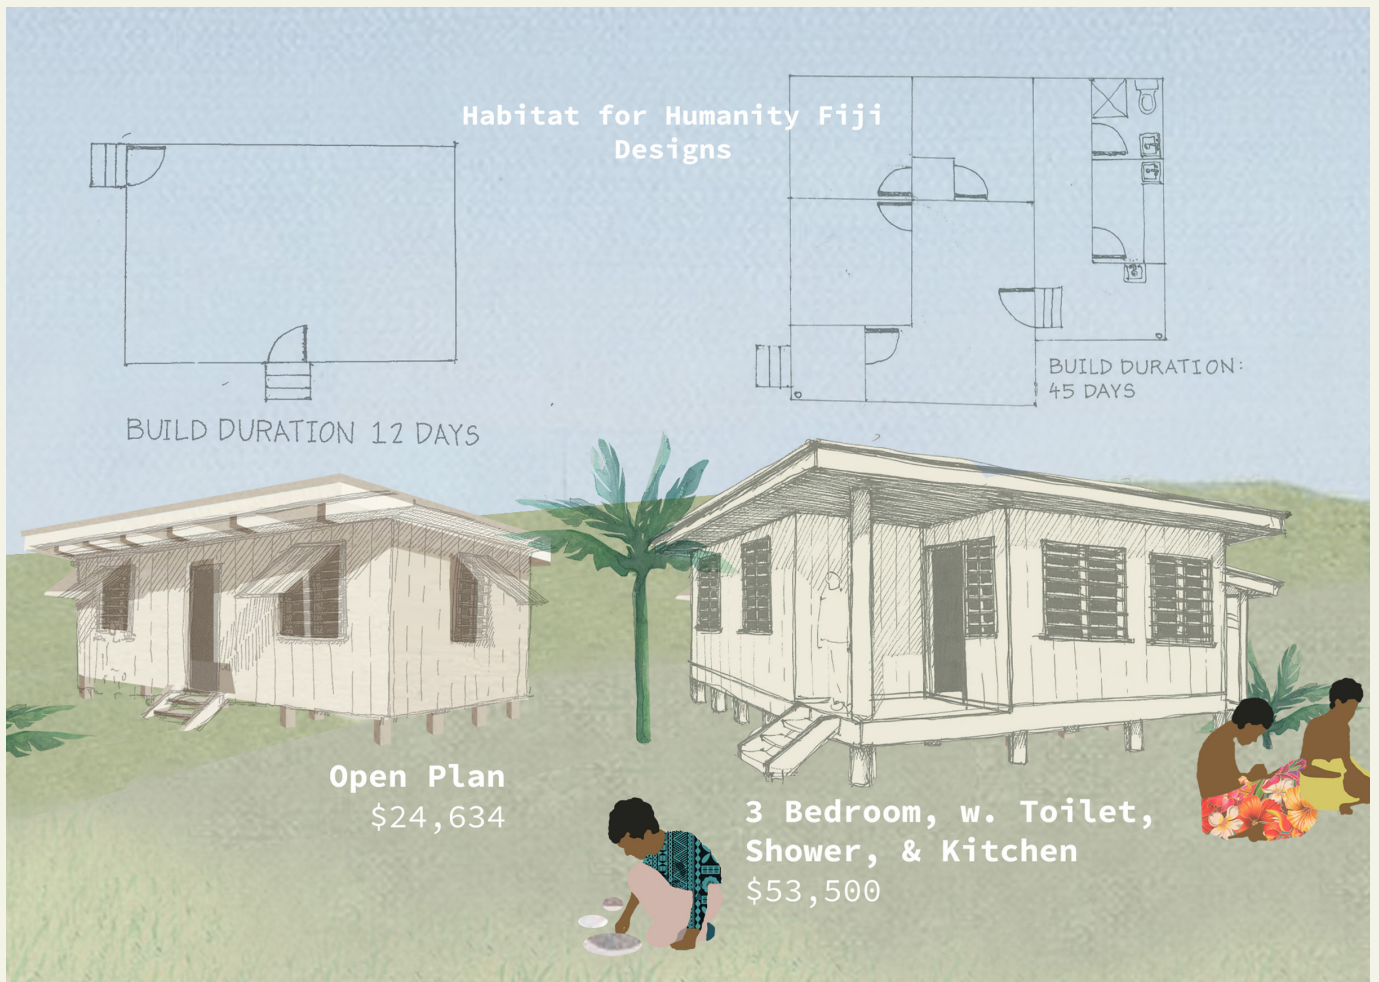 Habitat for Humanity Fiji
Designs
BUILD DURATION 12 DAYS
BUILD DURATION:
45 DAYS
Open Plan
$24,634
3 Bedroom, w. Toilet,
Shower, & Kitchen
$53,500